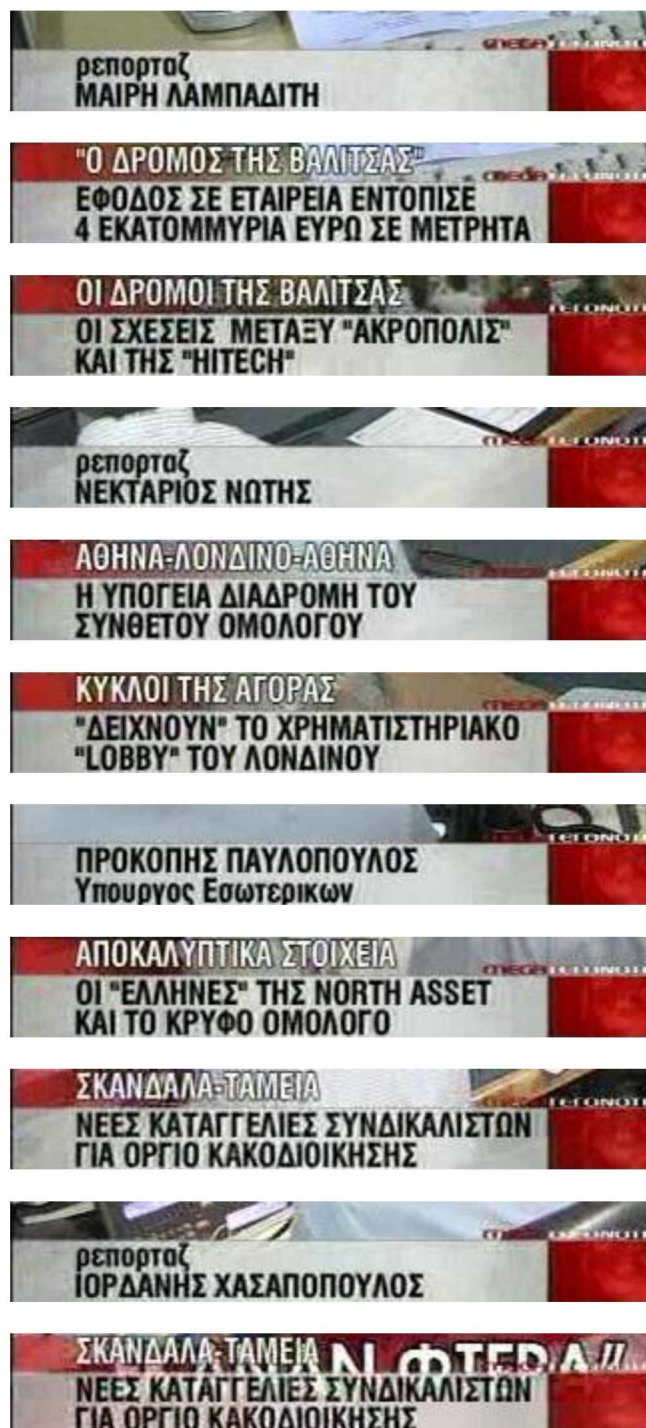 ρεπορταζ
ΜΑΙΡΗ ΛΑΜΠΑΔΙΤΗ
"Ο ΔΡΟΜΟΣ ΤΗΣ ΒΑΛΙΤΣΑΣ"
ΕΦΟΔΟΣ ΣΕ ΕΤΑΙΡΕΙΑ ΕΝΤΟΠΙΣΕ
4 ΕΚΑΤΟΜΜΥΡΙΑ ΕΥΡΩ ΣΕ ΜΕΤΡΗΤΑ
ΟΙ ΔΡΟΜΟΙ ΤΗΣ ΒΑΛΙΤΣΑΣ
ΟΙ ΣΧΕΣΕΙΣ ΜΕΤΑΞΥ "ΑΚΡΟΠΟΛΙΣ"
ΚΑΙ ΤΗΣ "HITECH"
ρεπορταζ
ΝΕΚΤΑΡΙΟΣ ΝΩΤΗΣ
ΑΘΗΝΑ-ΛΟΝΔΙΝΟ-ΑΘΗΝΑ
Η ΥΠΟΓΕΙΑ ΔΙΑΔΡΟΜΗ ΤΟΥ
ΣΥΝΘΕΤΟΥ ΟΜΟΛΟΓΟΥ
ΚΥΚΛΟΙ ΤΗΣ ΑΓΟΡΑΣ
"ΔΕΙΧΝΟΥΝ" ΤΟ ΧΡΗΜΑΤΙΣΤΗΡΙΑΚΟ
"LOBBY" ΤΟΥ ΛΟΝΔΙΝΟΥ
ΠΡΟΚΟΠΗΣ ΠΑΥΛΟΠΟΥΛΟΣ
Υπουργος Εσωτερικων
ΑΠΟΚΑΛΥΠΤΙΚΑ ΣΤΟΙΧΕΙΑ
ΟΙ "ΕΛΛΗΝΕΣ" ΤΗΣ NORTH ASSET
ΚΑΙ ΤΟ ΚΡΥΦΟ ΟΜΟΛΟΓΟ
ΣΚΑΝΔΑΛΑ-ΤΑΜΕΙΑ
ΝΕΕΣ ΚΑΤΑΓΓΕΛΙΕΣ ΣΥΝΔΙΚΑΛΙΣΤΩΝ
ΓΙΑ ΟΡΓΙΟ ΚΑΚΟΔΙΟΙΚΗΣΗΣ
ρεπορταζ
ΙΟΡΔΑΝΗΣ ΧΑΣΑΠΟΠΟΥΛΟΣ
ΣΚΑΝΔΑΛΑ-ΤΑΜΕΙΑ
ΝΕΕΣ ΚΑΤΑΓΓΕΛΙΕΣ ΣΥΝΔΙΚΑΛΙΣΤΩΝ
ΓΙΑ ΟΡΓΙΟ ΚΑΚΟΔΙΟΙΚΗΣΗΣ